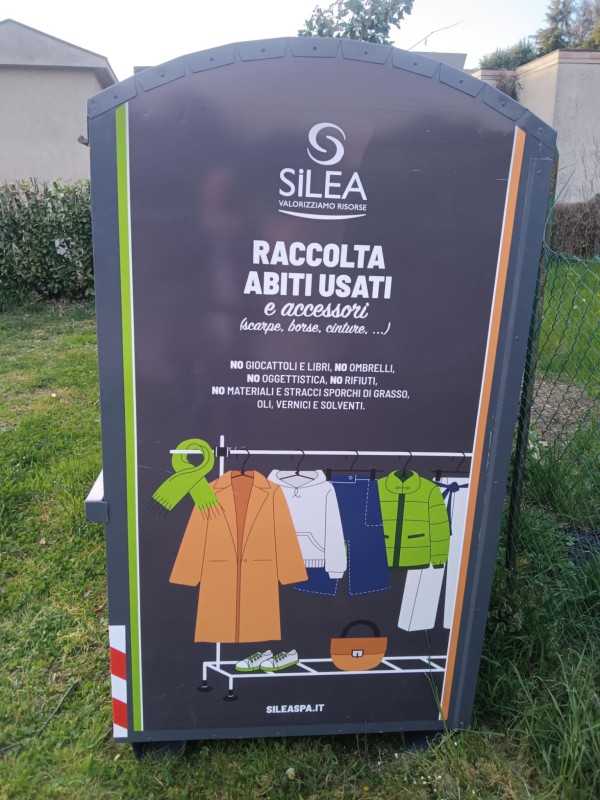 SiLEA
VALORIZZIAMO RISORSE
RACCOLTA
ABITI USATI
e accessori
(scarpe, borse, cinture, ...)
NO GIOCATTOLI E LIBRI, NO OMBRELLI,
NO OGGETTISTICA, NO RIFIUTI,
NO MATERIALI E STRACCI SPORCHI DI GRASSO,
OLI, VERNICI E SOLVENTI.
SILEASPA.IT